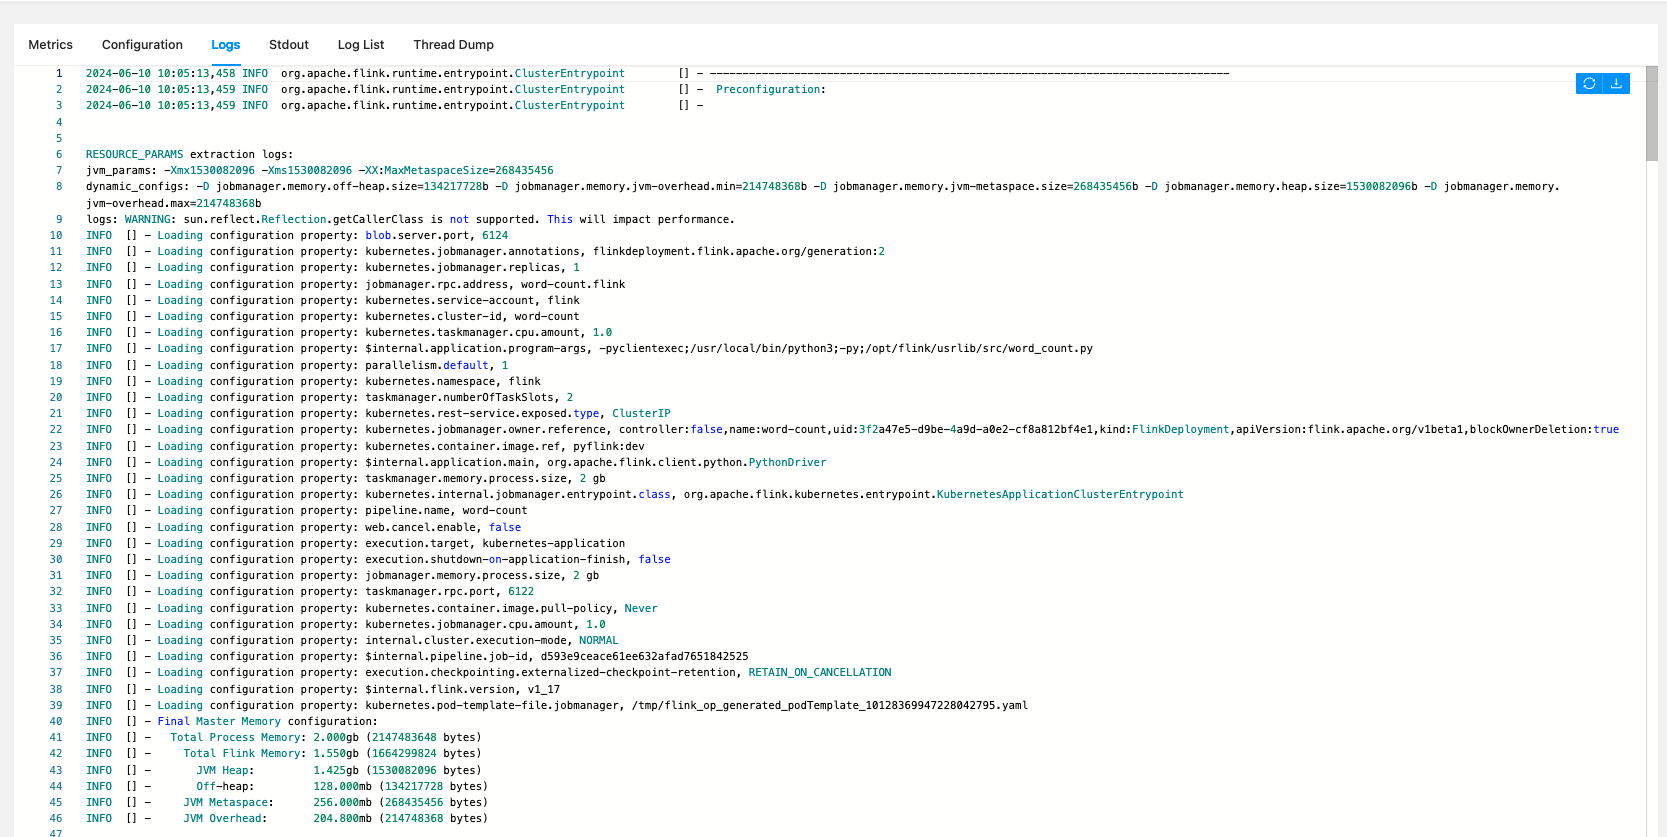 Metrics Configuration Logs Stdout Log List Thread Dump
1 2024-06-10 10:05:13,458 INFO org.apache.flink.runtime.entrypoint.ClusterEntrypoint [] - --------------------------------------------------------------------------------
2 2024-06-10 10:05:13,459 INFO org.apache.flink.runtime.entrypoint.ClusterEntrypoint [] - Preconfiguration:
3 2024-06-10 10:05:13,459 INFO org.apache.flink.runtime.entrypoint.ClusterEntrypoint [] -
4
5
6 RESOURCE_PARAMS extraction logs:
7 jvm_params: -Xmx1530082096 -Xms1530082096 -XX:MaxMetaspaceSize=268435456
8 dynamic_configs: -D jobmanager.memory.off-heap.size=134217728b -D jobmanager.memory.jvm-overhead.min=214748368b -D jobmanager.memory.jvm-metaspace.size=268435456b -D jobmanager.memory.heap.size=1530082096b -D jobmanager.memory.
jvm-overhead.max=214748368b
9 logs: WARNING: sun.reflect.Reflection.getCallerClass is not supported. This will impact performance.
10 INFO [] - Loading configuration property: blob.server.port, 6124
11 INFO [] - Loading configuration property: kubernetes.jobmanager.annotations, flinkdeployment.flink.apache.org/generation:2
12 INFO [] - Loading configuration property: kubernetes.jobmanager.replicas, 1
13 INFO [] - Loading configuration property: jobmanager.rpc.address, word-count.flink
14 INFO [] - Loading configuration property: kubernetes.service-account, flink
15 INFO [] - Loading configuration property: kubernetes.cluster-id, word-count
16 INFO [] - Loading configuration property: kubernetes.taskmanager.cpu.amount, 1.0
17 INFO [] - Loading configuration property: $internal.application.program-args, -pyclientexec;/usr/local/bin/python3;-py;/opt/flink/usrlib/src/word_count.py
18 INFO [] - Loading configuration property: parallelism.default, 1
19 INFO [] - Loading configuration property: kubernetes.namespace, flink
20 INFO [] - Loading configuration property: taskmanager.numberOfTaskSlots, 2
21 INFO [] - Loading configuration property: kubernetes.rest-service.exposed.type, ClusterIP
22 INFO [] - Loading configuration property: kubernetes.jobmanager.owner.reference, controller:false,name:word-count,uid:3f2a47e5-d9be-4a9d-a0e2-cf8a812bf4e1,kind:FlinkDeployment,apiVersion:flink.apache.org/v1beta1,blockOwnerDeletion:true
23 INFO [] - Loading configuration property: kubernetes.container.image.ref, pyflink:dev
24 INFO [] - Loading configuration property: $internal.application.main, org.apache.flink.client.python.PythonDriver
25 INFO [] - Loading configuration property: taskmanager.memory.process.size, 2 gb
26 INFO [] - Loading configuration property: kubernetes.internal.jobmanager.entrypoint.class, org.apache.flink.kubernetes.entrypoint.KubernetesApplicationClusterEntrypoint
27 INFO [] - Loading configuration property: pipeline.name, word-count
28 INFO [] - Loading configuration property: web.cancel.enable, false
29 INFO [] - Loading configuration property: execution.target, kubernetes-application
30 INFO [] - Loading configuration property: execution.shutdown-on-application-finish, false
31 INFO [] - Loading configuration property: jobmanager.memory.process.size, 2 gb
32 INFO [] - Loading configuration property: taskmanager.rpc.port, 6122
33 INFO [] - Loading configuration property: kubernetes.container.image.pull-policy, Never
34 INFO [] - Loading configuration property: kubernetes.jobmanager.cpu.amount, 1.0
35 INFO [] - Loading configuration property: internal.cluster.execution-mode, NORMAL
36 INFO [] - Loading configuration property: $internal.pipeline.job-id, d593e9ceace61ee632afad7651842525
37 INFO [] - Loading configuration property: execution.checkpointing.externalized-checkpoint-retention, RETAIN_ON_CANCELLATION
38 INFO [] - Loading configuration property: $internal.flink.version, v1_17
39 INFO [] - Loading configuration property: kubernetes.pod-template-file.jobmanager, /tmp/flink_op_generated_podTemplate_10128369947228042795.yaml
40 INFO [] - Final Master Memory configuration:
41 INFO [] - Total Process Memory: 2.000gb (2147483648 bytes)
42 INFO [] - Total Flink Memory: 1.550gb (1664299824 bytes)
43 INFO [] - JVM Heap: 1.425gb (1530082096 bytes)
44 INFO [] - Off-heap: 128.000mb (134217728 bytes)
45 INFO [] - JVM Metaspace: 256.000mb (268435456 bytes)
46 INFO [] - JVM Overhead: 204.800mb (214748368 bytes)
47